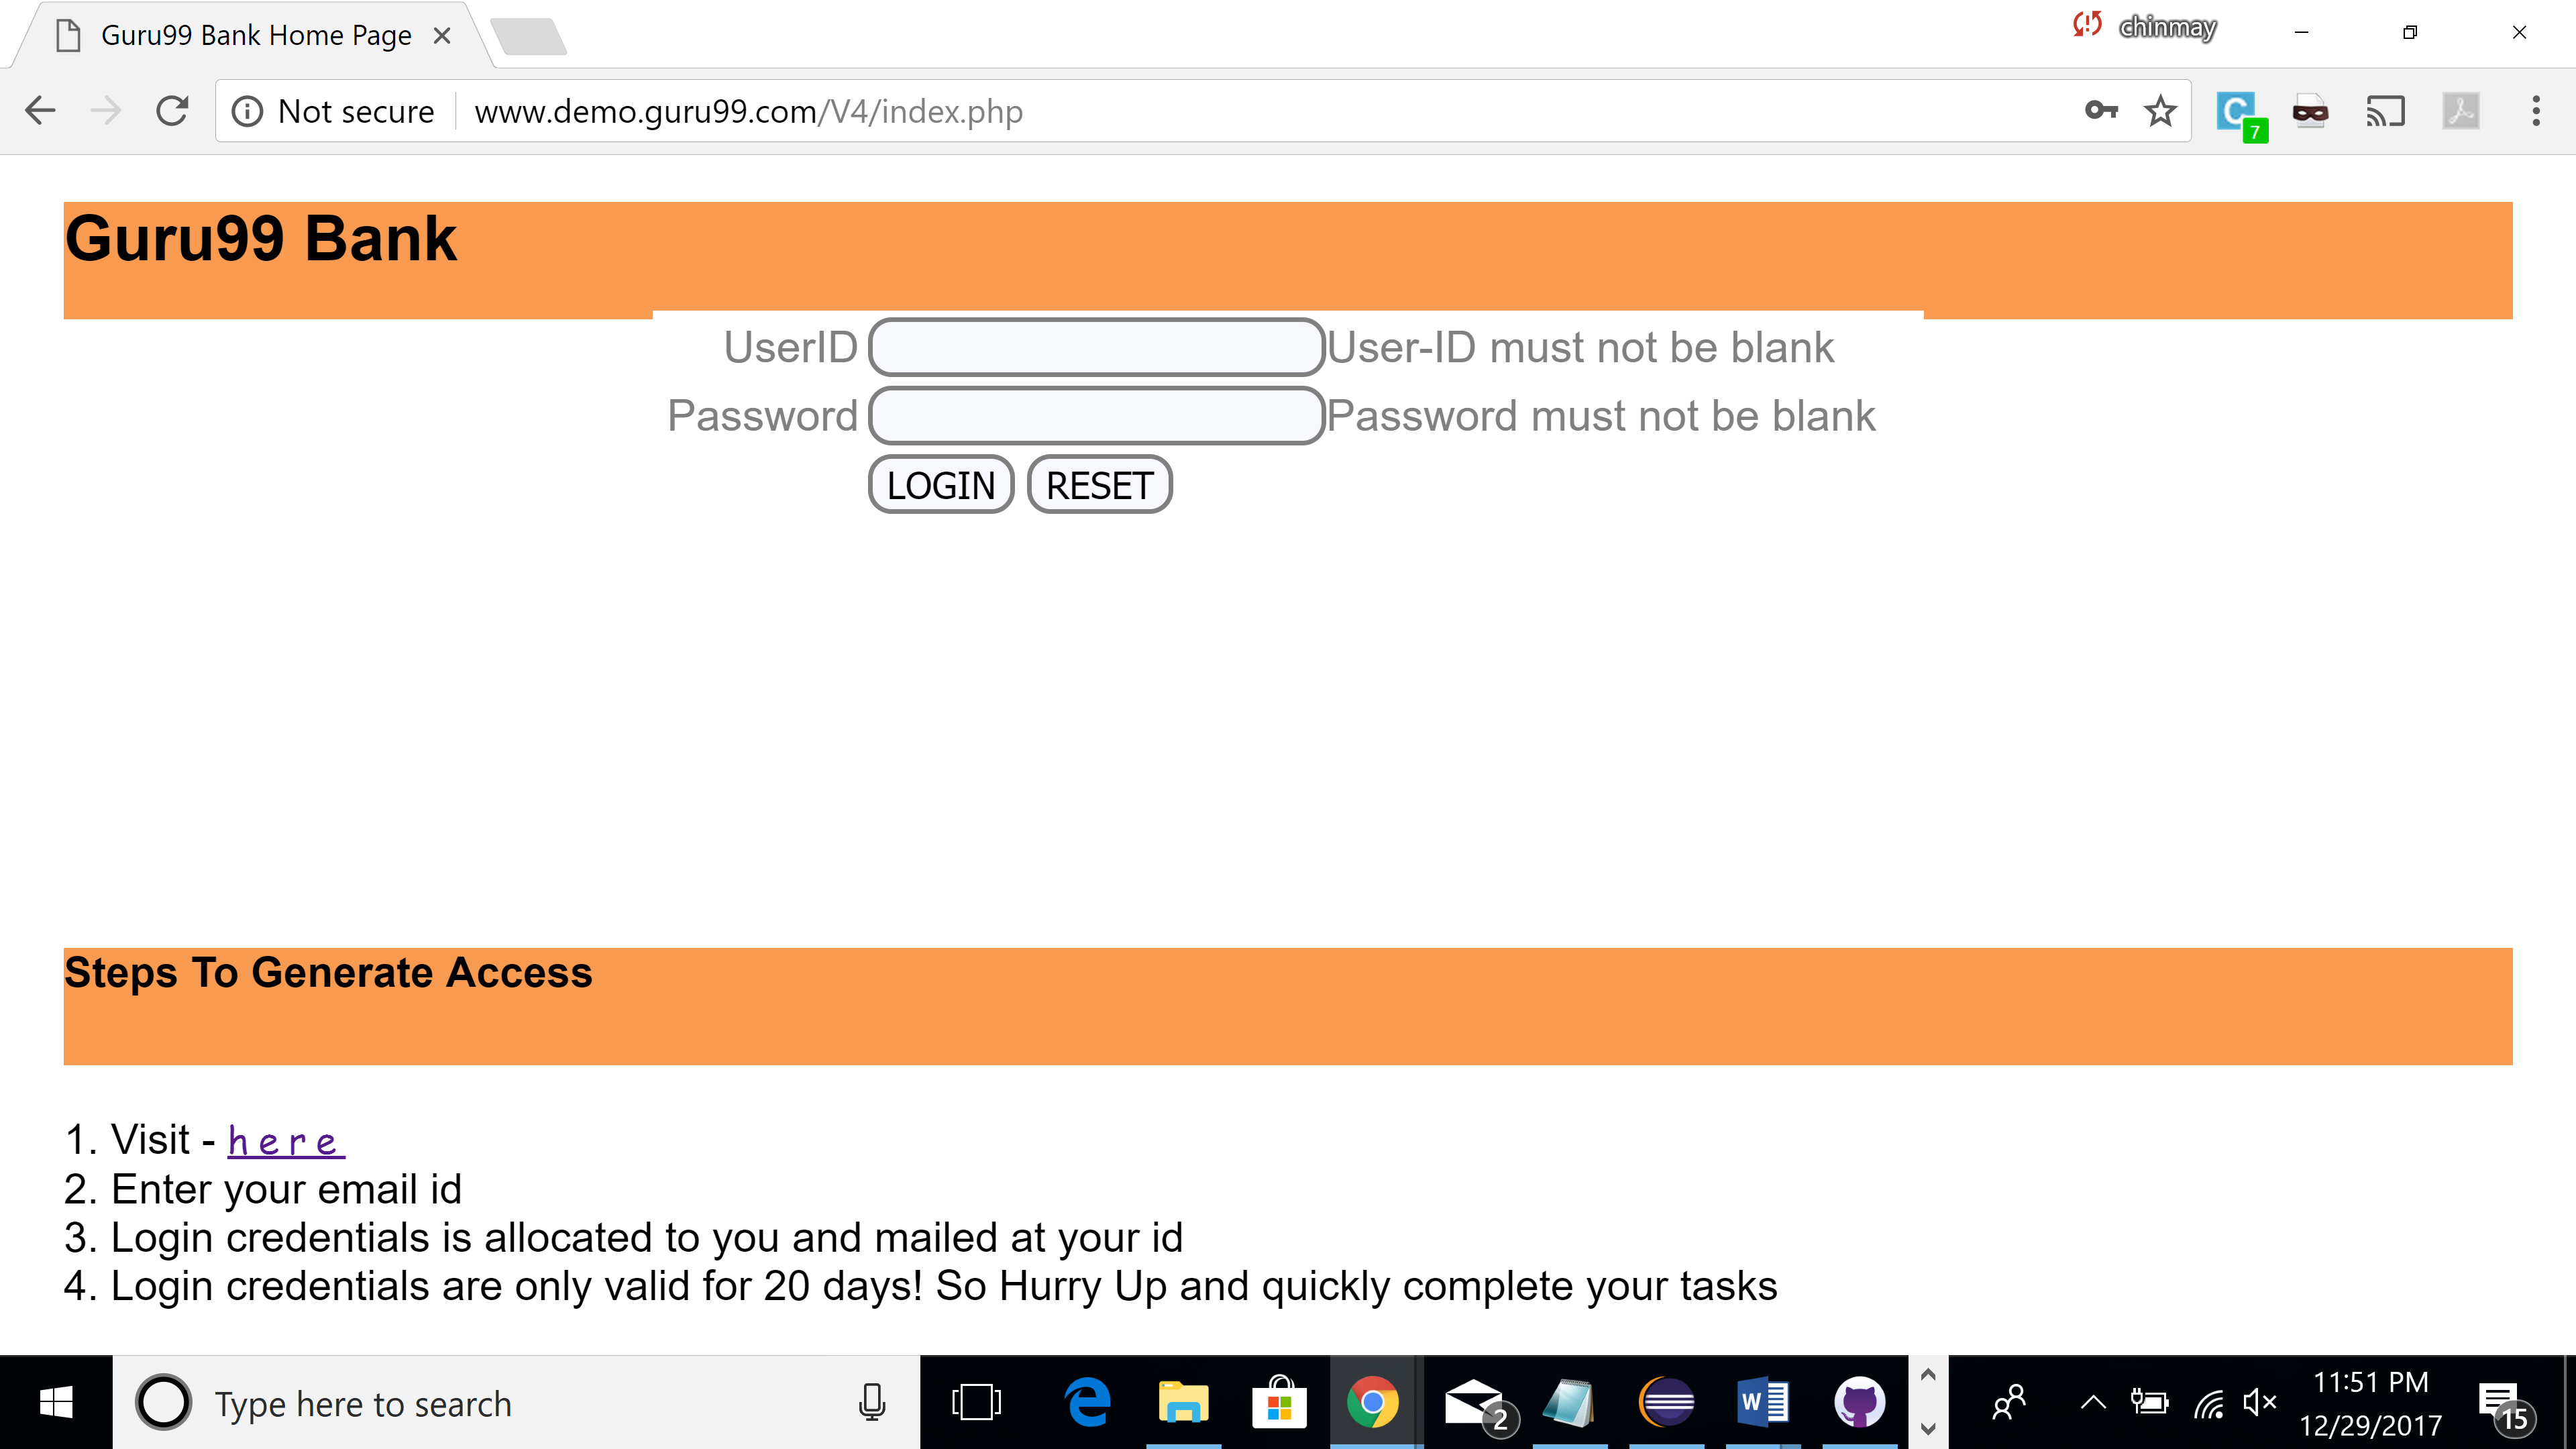 Guru99 Bank Home Page
chinmay
Not secure www.demo.guru99.com/V4/index.php
7
Guru99 Bank
UserID User-ID must not be blank
Password Password must not be blank
LOGIN RESET
Steps To Generate Access
1. Visit - here
2. Enter your email id
3. Login credentials is allocated to you and mailed at your id
4. Login credentials are only valid for 20 days! So Hurry Up and quickly complete your tasks
Type here to search
2
W
11:51 PM
12/29/2017
15